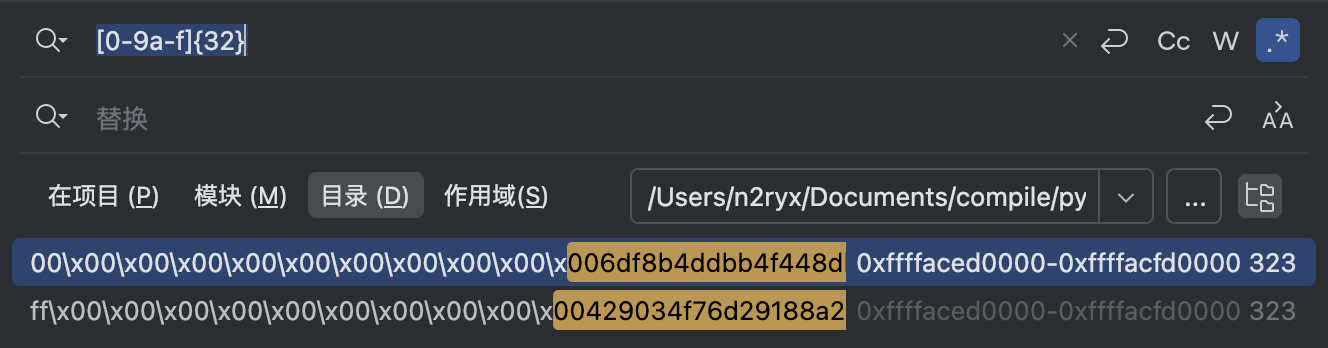 [0-9a-f]{32}
Cc W .*
替换
在项目 (P) 模块 (M) 目录 (D) 作用域(S) /Users/n2ryx/Documents/compile/py ...
00\x00\x00\x00\x00\x00\x00\x00\x00\x00\x006df8b4ddbb4f448d 0xffffaced0000-0xffffacfd0000 323
ff\x00\x00\x00\x00\x00\x00\x00\x00\x00\x00429034f76d29188a2 0xffffaced0000-0xffffacfd0000 323